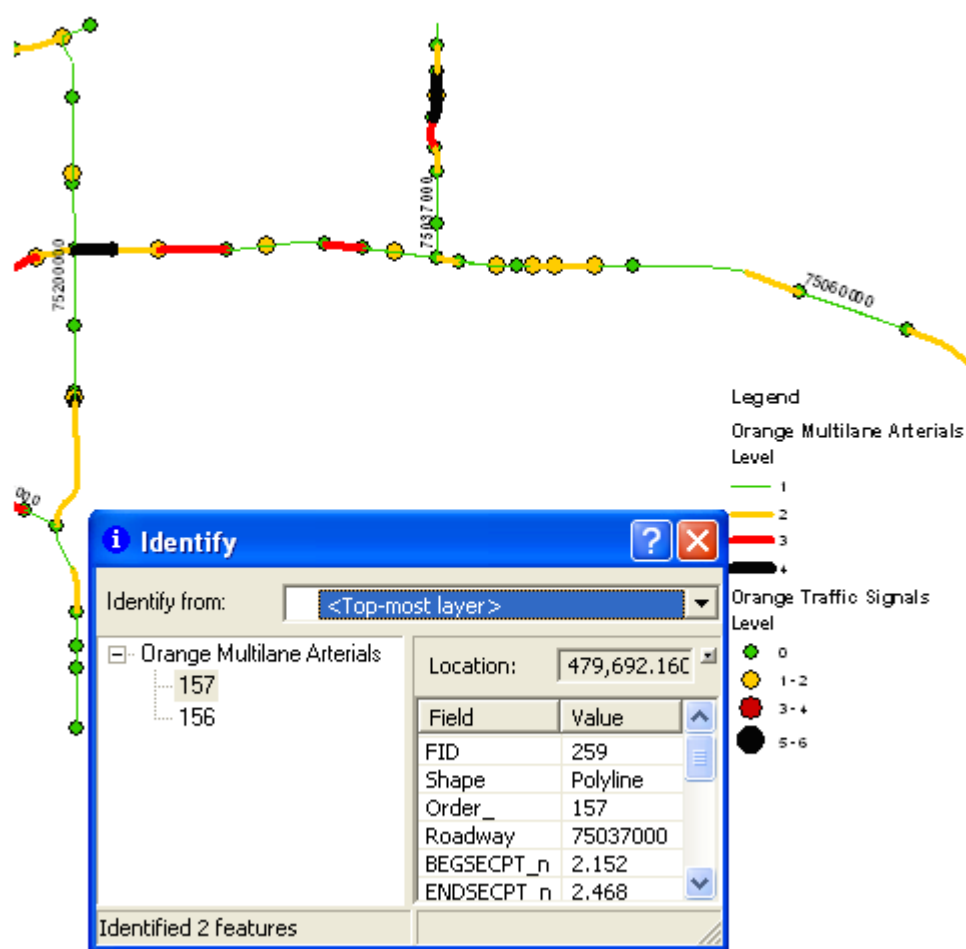 75037000
75200000
75060000
000
Legend
Orange Multilane Arterials
Level
1
2
3
4
Orange Traffic Signals
Level
0
1-2
3-4
5-6
Identify
Identify from: <Top-most layer>
Orange Multilane Arterials
157
156
Location: 479,692.160
Field Value
FID 259
Shape Polyline
Order_ 157
Roadway 75037000
BEGSECPT_n 2.152
ENDSECPT_n 2.468
Identified 2 features